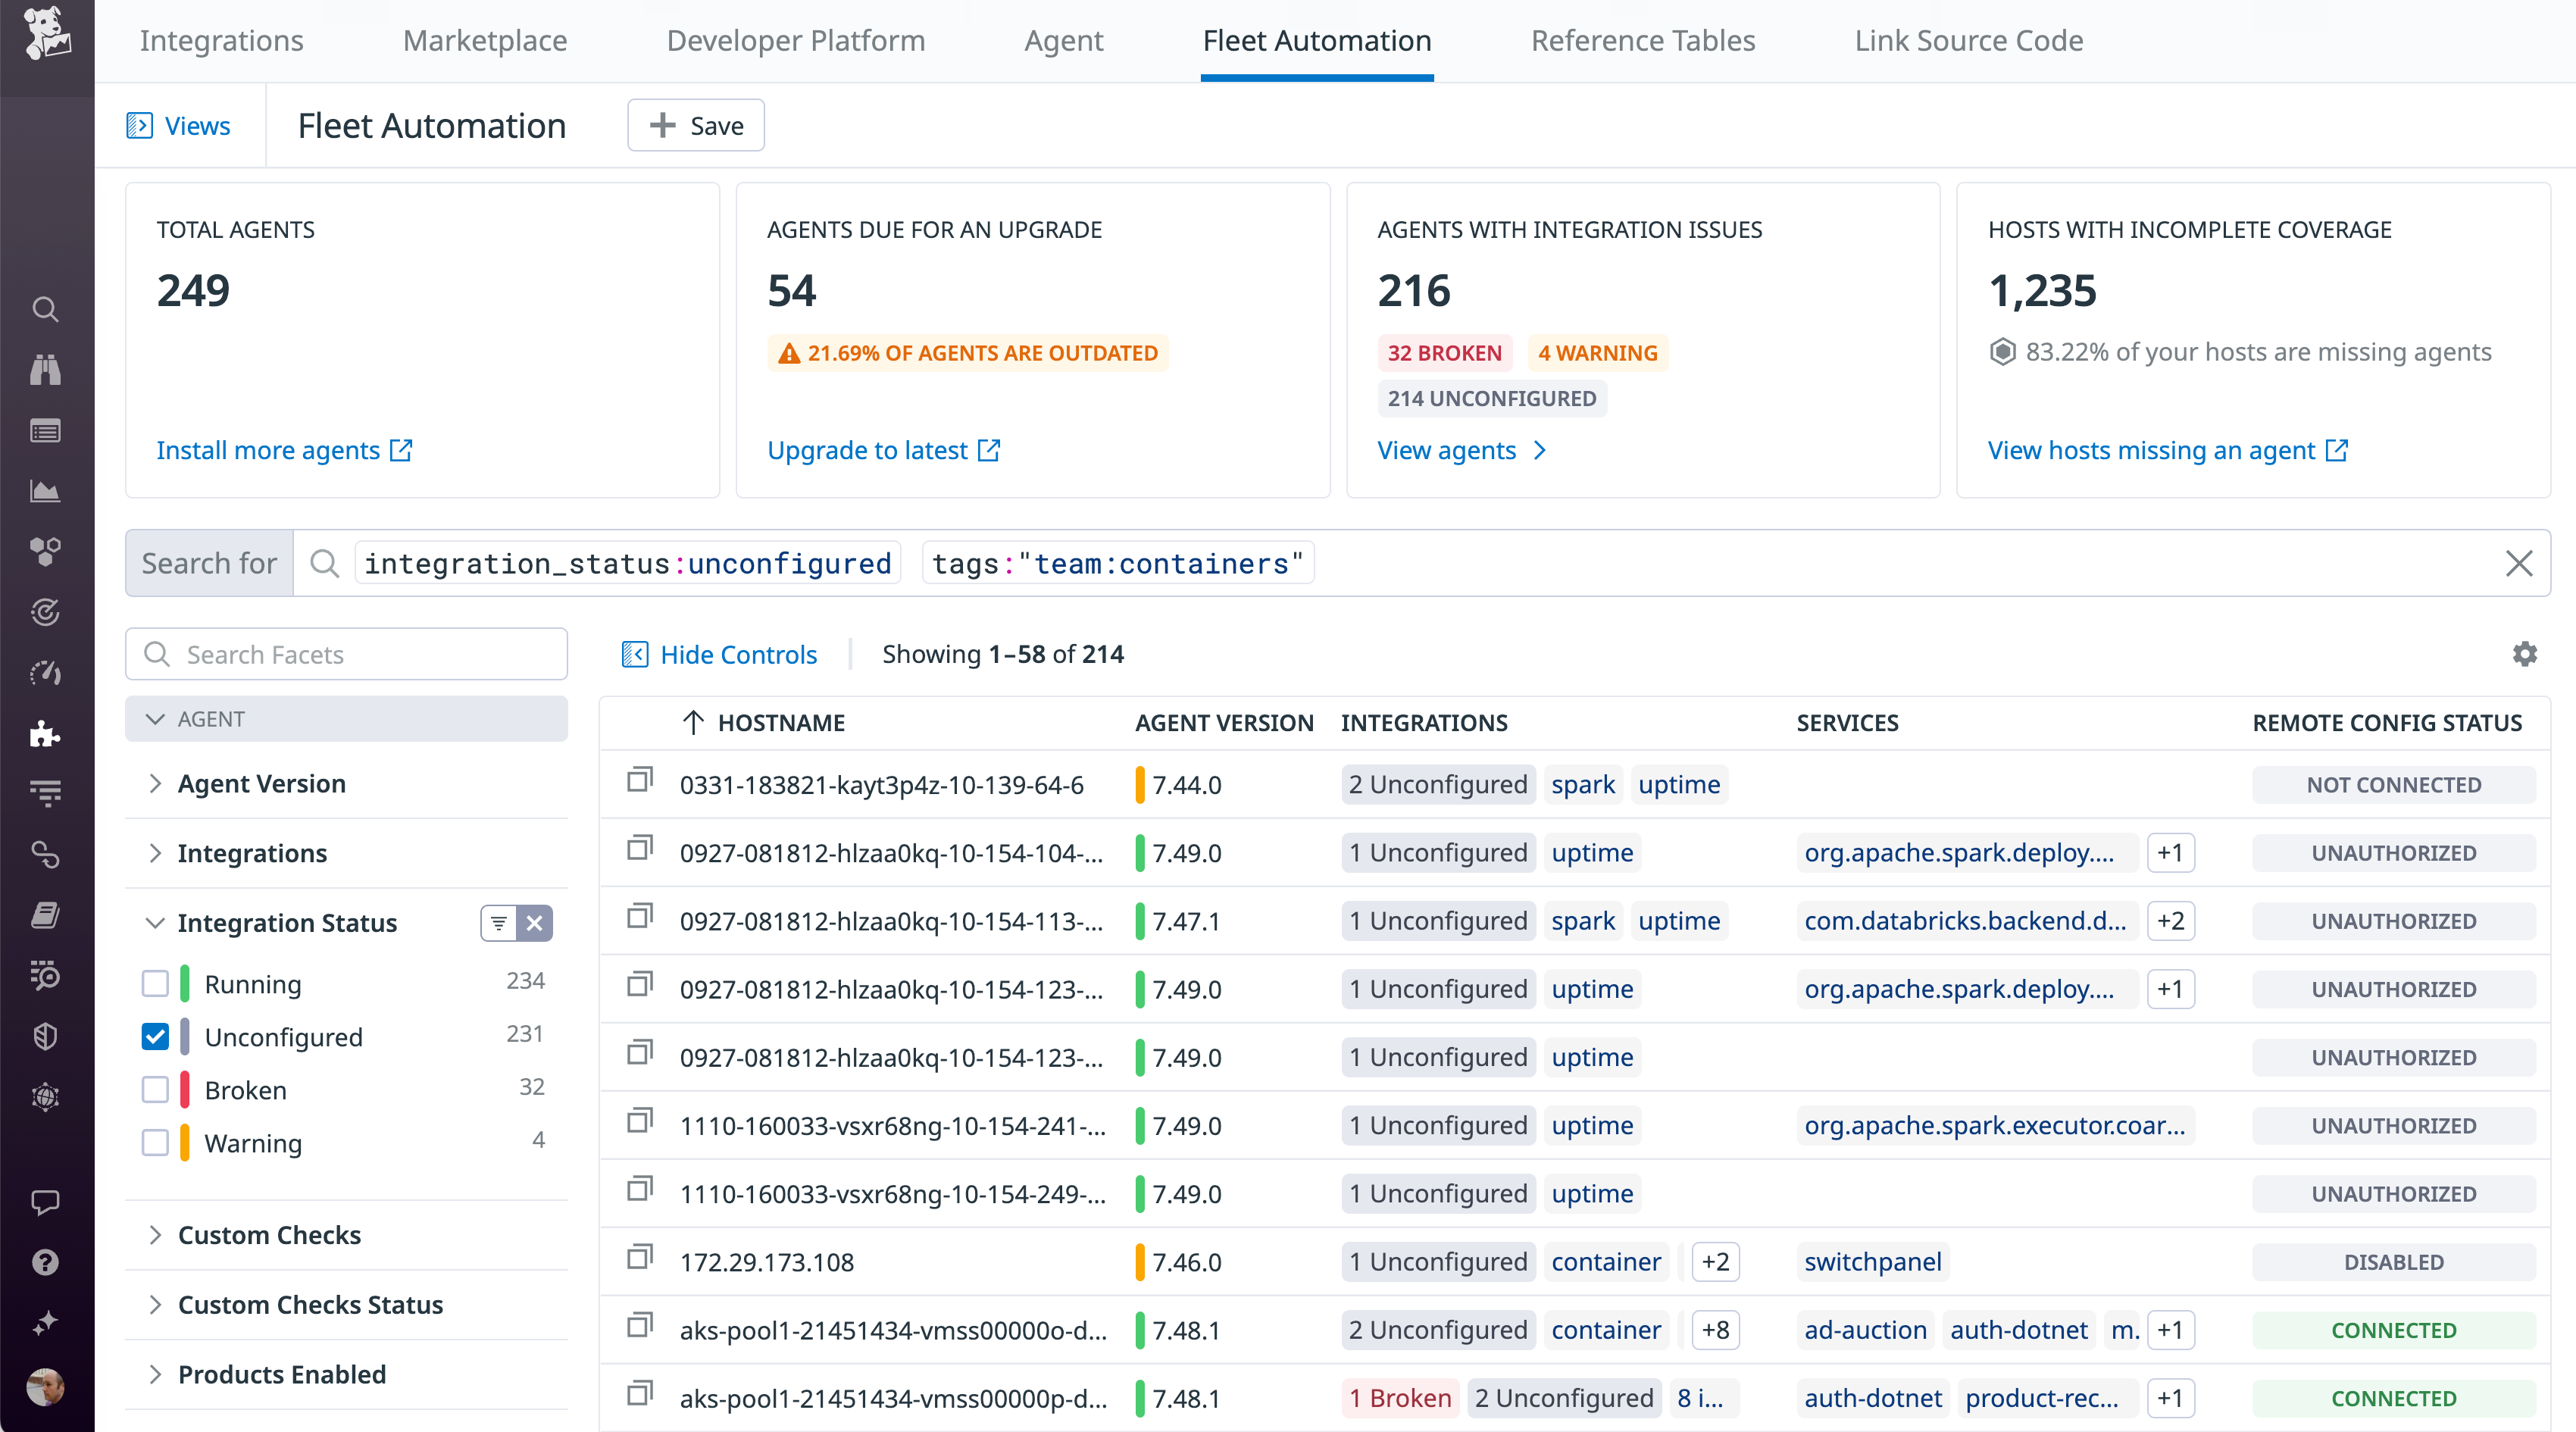 Integrations Marketplace Developer Platform Agent Fleet Automation Reference Tables Link Source Code
Views Fleet Automation Save
TOTAL AGENTS
249
Install more agents
AGENTS DUE FOR AN UPGRADE
54
21.69% OF AGENTS ARE OUTDATED
Upgrade to latest
AGENTS WITH INTEGRATION ISSUES
216
32 BROKEN 4 WARNING
214 UNCONFIGURED
View agents
HOSTS WITH INCOMPLETE COVERAGE
1,235
83.22% of your hosts are missing agents
View hosts missing an agent
Search for integration_status:unconfigured tags:"team:containers"
Search Facets
AGENT
Agent Version
Integrations
Integration Status
Running 234
Unconfigured 231
Broken 32
Warning 4
Custom Checks
Custom Checks Status
Products Enabled
Hide Controls Showing 1–58 of 214
HOSTNAME AGENT VERSION INTEGRATIONS SERVICES REMOTE CONFIG STATUS
0331-183821-kayt3p4z-10-139-64-6 7.44.0 2 Unconfigured spark uptime NOT CONNECTED
0927-081812-hlzaa0kq-10-154-104-... 7.49.0 1 Unconfigured uptime org.apache.spark.deploy.... +1 UNAUTHORIZED
0927-081812-hlzaa0kq-10-154-113-... 7.47.1 1 Unconfigured spark uptime com.databricks.backend.d... +2 UNAUTHORIZED
0927-081812-hlzaa0kq-10-154-123-... 7.49.0 1 Unconfigured uptime org.apache.spark.deploy.... +1 UNAUTHORIZED
0927-081812-hlzaa0kq-10-154-123-... 7.49.0 1 Unconfigured uptime UNAUTHORIZED
1110-160033-vsxr68ng-10-154-241-... 7.49.0 1 Unconfigured uptime org.apache.spark.executor.coar... UNAUTHORIZED
1110-160033-vsxr68ng-10-154-249-... 7.49.0 1 Unconfigured uptime UNAUTHORIZED
172.29.173.108 7.46.0 1 Unconfigured container +2 switchpanel DISABLED
aks-pool1-21451434-vmss00000o-d... 7.48.1 2 Unconfigured container +8 ad-auction auth-dotnet m. +1 CONNECTED
aks-pool1-21451434-vmss00000p-d... 7.48.1 1 Broken 2 Unconfigured 8 i... auth-dotnet product-rec... +1 CONNECTED